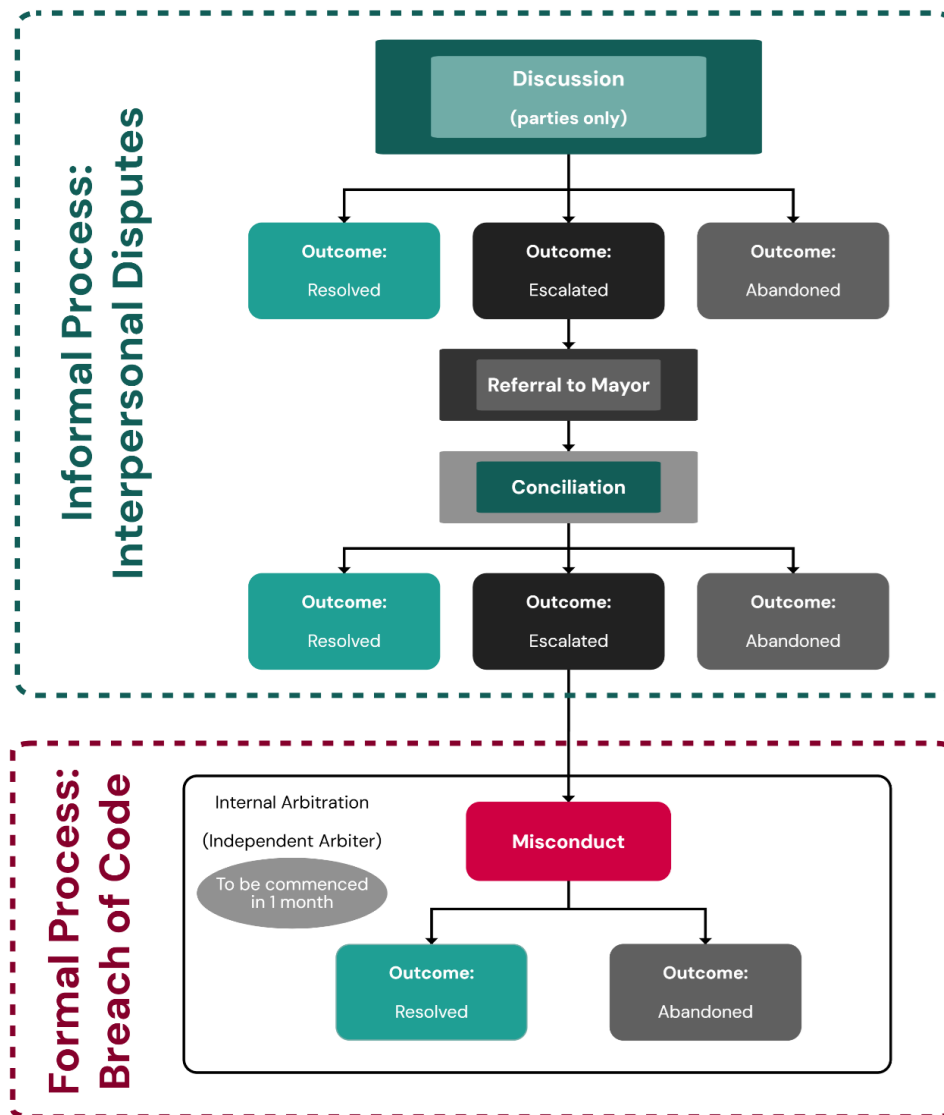 Informal Process:
Interpersonal Disputes
Discussion
(parties only)
Outcome:
Resolved
Outcome:
Escalated
Outcome:
Abandoned
Referral to Mayor
Conciliation
Outcome:
Resolved
Outcome:
Escalated
Outcome:
Abandoned
Formal Process:
Breach of Code
Internal Arbitration
(Independent Arbiter)
To be commenced
in 1 month
Misconduct
Outcome:
Resolved
Outcome:
Abandoned